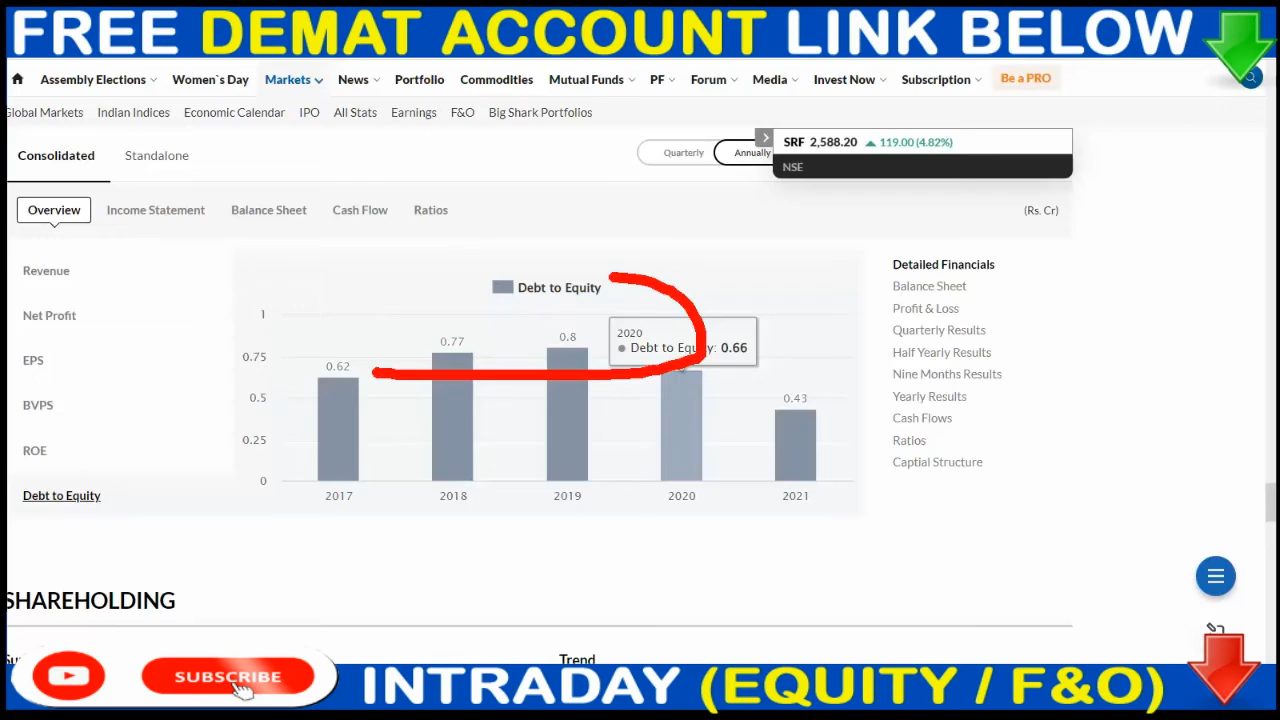 FREE DEMAT ACCOUNT LINK BELOW
Assembly Elections Women`s Day Markets News Portfolio Commodities Mutual Funds PF Forum Media Invest Now Subscription Be a PRO
Global Markets Indian Indices Economic Calendar IPO All Stats Earnings F&O Big Shark Portfolios
Consolidated Standalone Quarterly Annually
SRF 2,588.20 119.00 (4.82%)
NSE
Overview Income Statement Balance Sheet Cash Flow Ratios (Rs. Cr)
Revenue
Net Profit
EPS
BVPS
ROE
Debt to Equity
Debt to Equity
1
0.75
0.5
0.25
0
0.62
0.77
0.8
0.43
2020
Debt to Equity: 0.66
2017 2018 2019 2020 2021
Detailed Financials
Balance Sheet
Profit & Loss
Quarterly Results
Half Yearly Results
Nine Months Results
Yearly Results
Cash Flows
Ratios
Captial Structure
SHAREHOLDING
Trend
SUBSCRIBE
INTRADAY (EQUITY / F&O)